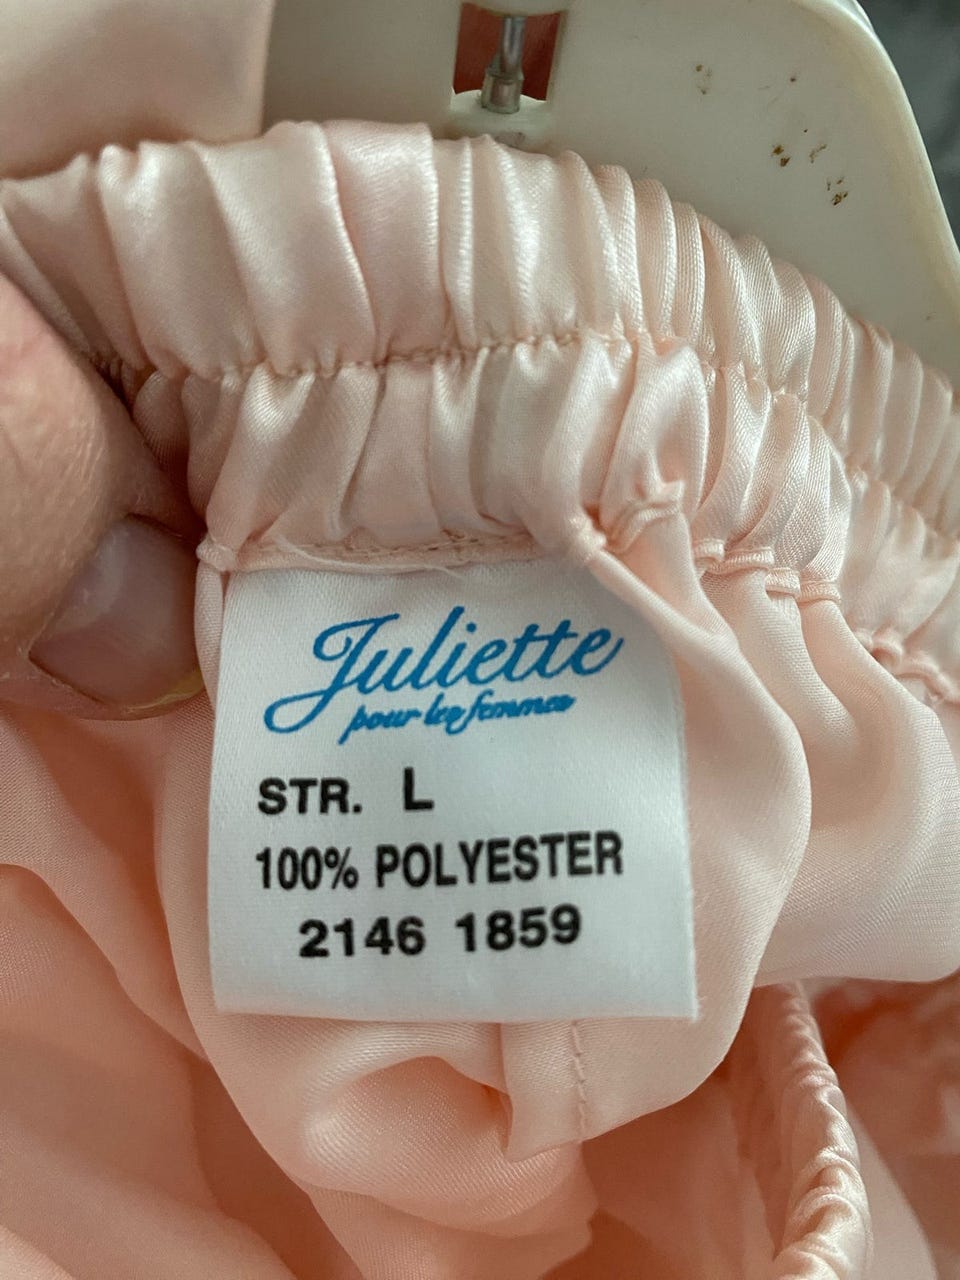 Juliette
pour les femmes
STR. L
100% POLYESTER
2146 1859